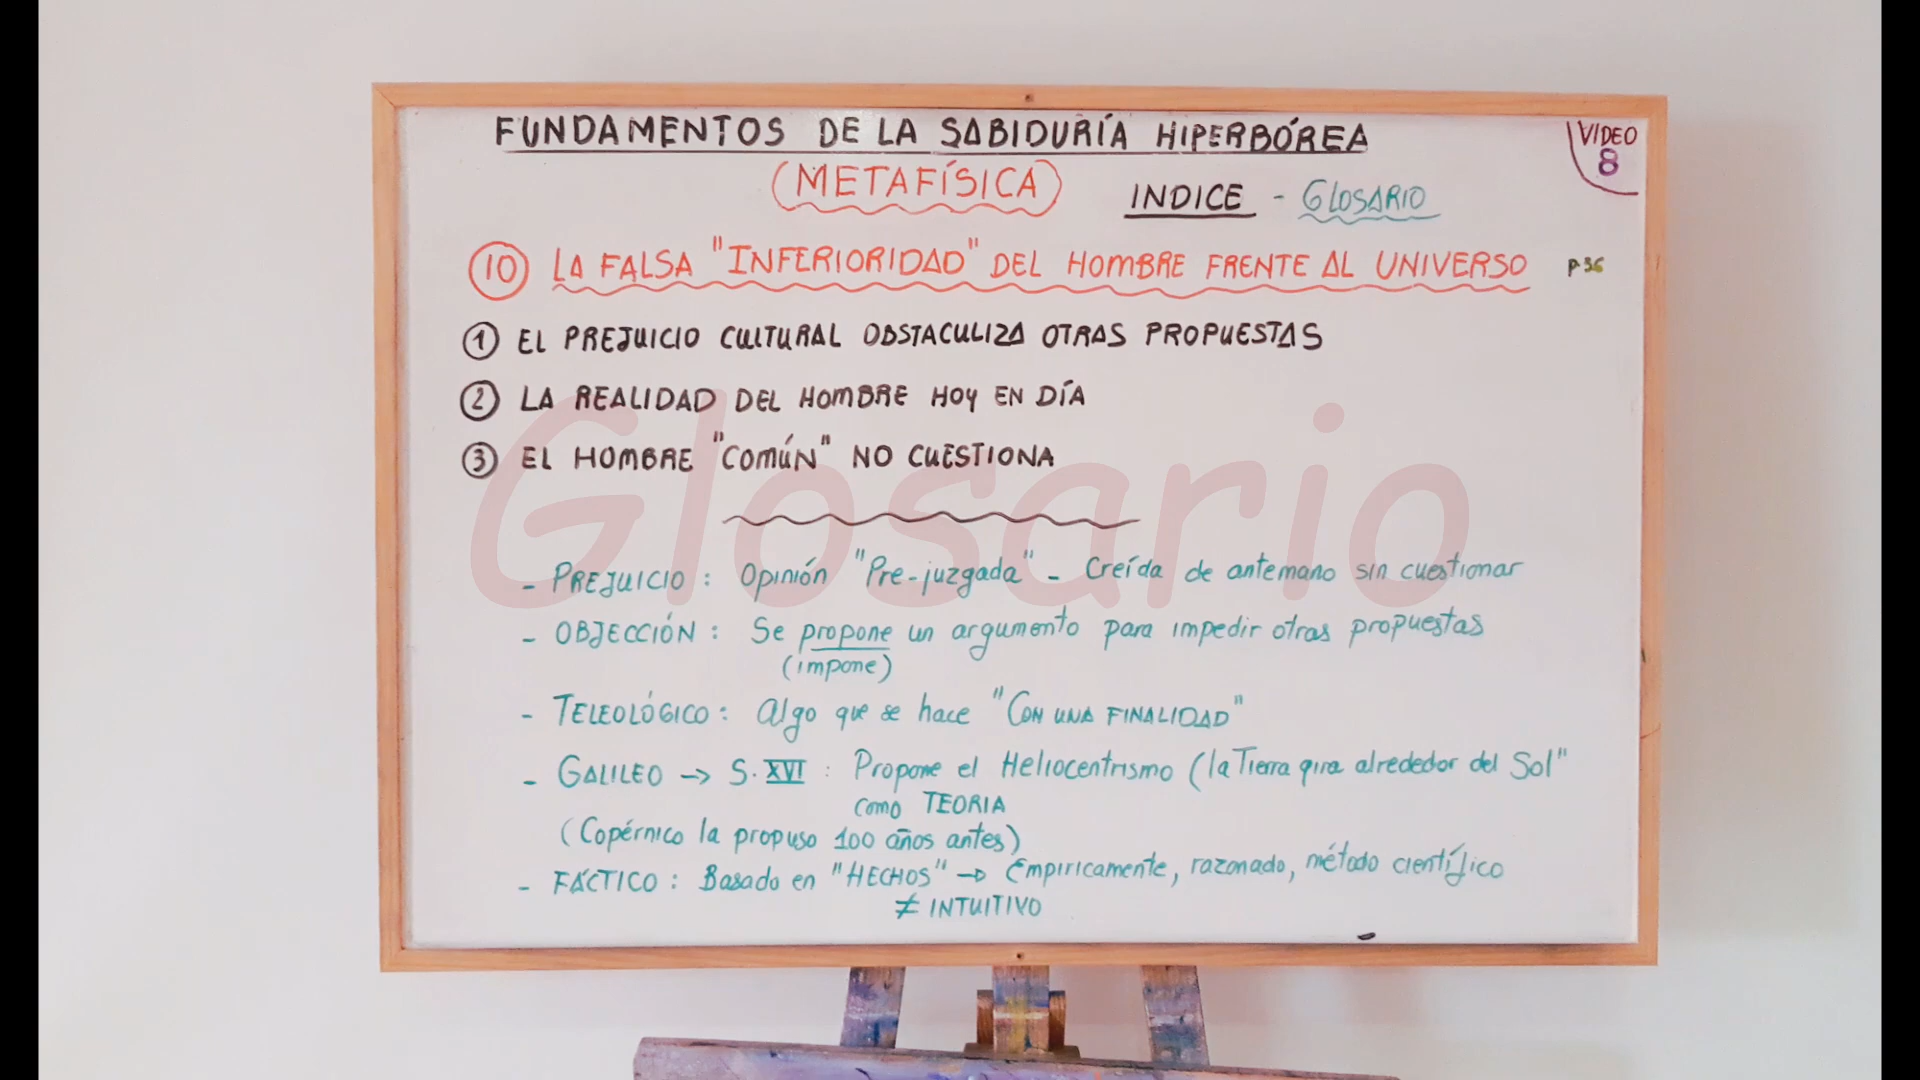 FUNDAMENTOS DE LA SABIDURÍA HIPERBÓREA
VIDEO
8
(METAFÍSICA)
INDICE - GLOSARIO
10 LA FALSA "INFERIORIDAD" DEL HOMBRE FRENTE AL UNIVERSO P36
1 EL PREJUICIO CULTURAL OBSTACULIZA OTRAS PROPUESTAS
2 LA REALIDAD DEL HOMBRE HOY EN DÍA
3 EL HOMBRE "COMÚN" NO CUESTIONA
Glosario
- PREJUICIO: Opinión "Pre-juzgada" - Creída de antemano sin cuestionar
- OBJECCIÓN: Se propone un argumento para impedir otras propuestas
(impone)
- TELEOLÓGICO: Algo que se hace "CON UNA FINALIDAD"
- GALILEO -> S. XVI: Propone el Heliocentrismo (la Tierra gira alrededor del Sol"
como TEORIA
(Copérnico la propuso 100 años antes)
- FÁCTICO: Basado en "HECHOS" -> Empiricamente, razonado, método científico
≠ INTUITIVO